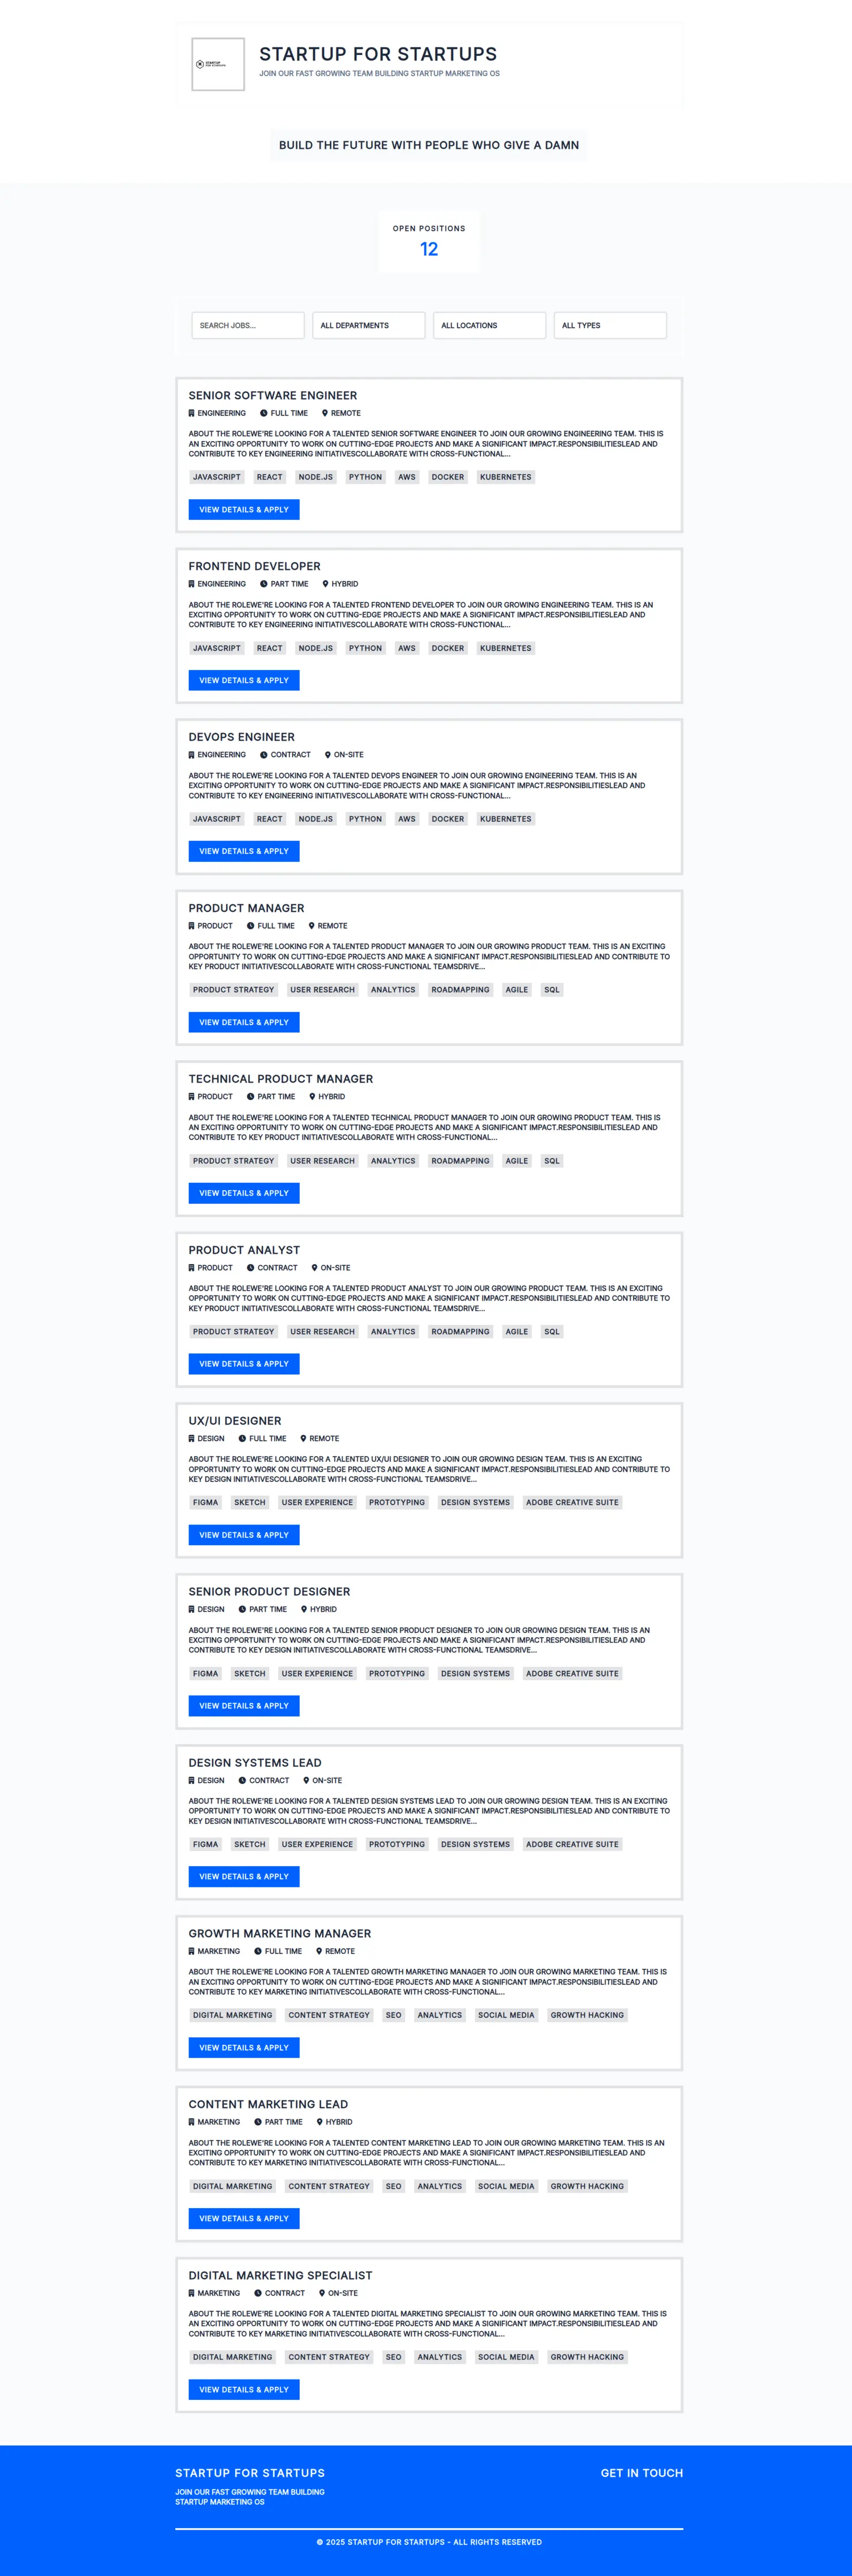 STARTUP
FOR STARTUPS
STARTUP FOR STARTUPS
JOIN OUR FAST GROWING TEAM BUILDING STARTUP MARKETING OS
BUILD THE FUTURE WITH PEOPLE WHO GIVE A DAMN
OPEN POSITIONS
12
SEARCH JOBS... ALL DEPARTMENTS ALL LOCATIONS ALL TYPES
SENIOR SOFTWARE ENGINEER
ENGINEERING FULL TIME REMOTE
ABOUT THE ROLEWE'RE LOOKING FOR A TALENTED SENIOR SOFTWARE ENGINEER TO JOIN OUR GROWING ENGINEERING TEAM. THIS IS
AN EXCITING OPPORTUNITY TO WORK ON CUTTING-EDGE PROJECTS AND MAKE A SIGNIFICANT IMPACT.RESPONSIBILITIESLEAD AND
CONTRIBUTE TO KEY ENGINEERING INITIATIVESCOLLABORATE WITH CROSS-FUNCTIONAL...
JAVASCRIPT REACT NODE.JS PYTHON AWS DOCKER KUBERNETES
VIEW DETAILS & APPLY
FRONTEND DEVELOPER
ENGINEERING PART TIME HYBRID
ABOUT THE ROLEWE'RE LOOKING FOR A TALENTED FRONTEND DEVELOPER TO JOIN OUR GROWING ENGINEERING TEAM. THIS IS AN
EXCITING OPPORTUNITY TO WORK ON CUTTING-EDGE PROJECTS AND MAKE A SIGNIFICANT IMPACT.RESPONSIBILITIESLEAD AND
CONTRIBUTE TO KEY ENGINEERING INITIATIVESCOLLABORATE WITH CROSS-FUNCTIONAL...
JAVASCRIPT REACT NODE.JS PYTHON AWS DOCKER KUBERNETES
VIEW DETAILS & APPLY
DEVOPS ENGINEER
ENGINEERING CONTRACT ON-SITE
ABOUT THE ROLEWE'RE LOOKING FOR A TALENTED DEVOPS ENGINEER TO JOIN OUR GROWING ENGINEERING TEAM. THIS IS AN
EXCITING OPPORTUNITY TO WORK ON CUTTING-EDGE PROJECTS AND MAKE A SIGNIFICANT IMPACT.RESPONSIBILITIESLEAD AND
CONTRIBUTE TO KEY ENGINEERING INITIATIVESCOLLABORATE WITH CROSS-FUNCTIONAL...
JAVASCRIPT REACT NODE.JS PYTHON AWS DOCKER KUBERNETES
VIEW DETAILS & APPLY
PRODUCT MANAGER
PRODUCT FULL TIME REMOTE
ABOUT THE ROLEWE'RE LOOKING FOR A TALENTED PRODUCT MANAGER TO JOIN OUR GROWING PRODUCT TEAM. THIS IS AN EXCITING
OPPORTUNITY TO WORK ON CUTTING-EDGE PROJECTS AND MAKE A SIGNIFICANT IMPACT.RESPONSIBILITIESLEAD AND CONTRIBUTE TO
KEY PRODUCT INITIATIVESCOLLABORATE WITH CROSS-FUNCTIONAL TEAMSDRIVE...
PRODUCT STRATEGY USER RESEARCH ANALYTICS ROADMAPPING AGILE SQL
VIEW DETAILS & APPLY
TECHNICAL PRODUCT MANAGER
PRODUCT PART TIME HYBRID
ABOUT THE ROLEWE'RE LOOKING FOR A TALENTED TECHNICAL PRODUCT MANAGER TO JOIN OUR GROWING PRODUCT TEAM. THIS IS
AN EXCITING OPPORTUNITY TO WORK ON CUTTING-EDGE PROJECTS AND MAKE A SIGNIFICANT IMPACT.RESPONSIBILITIESLEAD AND
CONTRIBUTE TO KEY PRODUCT INITIATIVESCOLLABORATE WITH CROSS-FUNCTIONAL...
PRODUCT STRATEGY USER RESEARCH ANALYTICS ROADMAPPING AGILE SQL
VIEW DETAILS & APPLY
PRODUCT ANALYST
PRODUCT CONTRACT ON-SITE
ABOUT THE ROLEWE'RE LOOKING FOR A TALENTED PRODUCT ANALYST TO JOIN OUR GROWING PRODUCT TEAM. THIS IS AN EXCITING
OPPORTUNITY TO WORK ON CUTTING-EDGE PROJECTS AND MAKE A SIGNIFICANT IMPACT.RESPONSIBILITIESLEAD AND CONTRIBUTE TO
KEY PRODUCT INITIATIVESCOLLABORATE WITH CROSS-FUNCTIONAL TEAMSDRIVE...
PRODUCT STRATEGY USER RESEARCH ANALYTICS ROADMAPPING AGILE SQL
VIEW DETAILS & APPLY
UX/UI DESIGNER
DESIGN FULL TIME REMOTE
ABOUT THE ROLEWE'RE LOOKING FOR A TALENTED UX/UI DESIGNER TO JOIN OUR GROWING DESIGN TEAM. THIS IS AN EXCITING
OPPORTUNITY TO WORK ON CUTTING-EDGE PROJECTS AND MAKE A SIGNIFICANT IMPACT.RESPONSIBILITIESLEAD AND CONTRIBUTE TO
KEY DESIGN INITIATIVESCOLLABORATE WITH CROSS-FUNCTIONAL TEAMSDRIVE...
FIGMA SKETCH USER EXPERIENCE PROTOTYPING DESIGN SYSTEMS ADOBE CREATIVE SUITE
VIEW DETAILS & APPLY
SENIOR PRODUCT DESIGNER
DESIGN PART TIME HYBRID
ABOUT THE ROLEWE'RE LOOKING FOR A TALENTED SENIOR PRODUCT DESIGNER TO JOIN OUR GROWING DESIGN TEAM. THIS IS AN
EXCITING OPPORTUNITY TO WORK ON CUTTING-EDGE PROJECTS AND MAKE A SIGNIFICANT IMPACT.RESPONSIBILITIESLEAD AND
CONTRIBUTE TO KEY DESIGN INITIATIVESCOLLABORATE WITH CROSS-FUNCTIONAL TEAMSDRIVE...
FIGMA SKETCH USER EXPERIENCE PROTOTYPING DESIGN SYSTEMS ADOBE CREATIVE SUITE
VIEW DETAILS & APPLY
DESIGN SYSTEMS LEAD
DESIGN CONTRACT ON-SITE
ABOUT THE ROLEWE'RE LOOKING FOR A TALENTED DESIGN SYSTEMS LEAD TO JOIN OUR GROWING DESIGN TEAM. THIS IS AN EXCITING
OPPORTUNITY TO WORK ON CUTTING-EDGE PROJECTS AND MAKE A SIGNIFICANT IMPACT.RESPONSIBILITIESLEAD AND CONTRIBUTE TO
KEY DESIGN INITIATIVESCOLLABORATE WITH CROSS-FUNCTIONAL TEAMSDRIVE...
FIGMA SKETCH USER EXPERIENCE PROTOTYPING DESIGN SYSTEMS ADOBE CREATIVE SUITE
VIEW DETAILS & APPLY
GROWTH MARKETING MANAGER
MARKETING FULL TIME REMOTE
ABOUT THE ROLEWE'RE LOOKING FOR A TALENTED GROWTH MARKETING MANAGER TO JOIN OUR GROWING MARKETING TEAM. THIS IS
AN EXCITING OPPORTUNITY TO WORK ON CUTTING-EDGE PROJECTS AND MAKE A SIGNIFICANT IMPACT.RESPONSIBILITIESLEAD AND
CONTRIBUTE TO KEY MARKETING INITIATIVESCOLLABORATE WITH CROSS-FUNCTIONAL...
DIGITAL MARKETING CONTENT STRATEGY SEO ANALYTICS SOCIAL MEDIA GROWTH HACKING
VIEW DETAILS & APPLY
CONTENT MARKETING LEAD
MARKETING PART TIME HYBRID
ABOUT THE ROLEWE'RE LOOKING FOR A TALENTED CONTENT MARKETING LEAD TO JOIN OUR GROWING MARKETING TEAM. THIS IS AN
EXCITING OPPORTUNITY TO WORK ON CUTTING-EDGE PROJECTS AND MAKE A SIGNIFICANT IMPACT.RESPONSIBILITIESLEAD AND
CONTRIBUTE TO KEY MARKETING INITIATIVESCOLLABORATE WITH CROSS-FUNCTIONAL...
DIGITAL MARKETING CONTENT STRATEGY SEO ANALYTICS SOCIAL MEDIA GROWTH HACKING
VIEW DETAILS & APPLY
DIGITAL MARKETING SPECIALIST
MARKETING CONTRACT ON-SITE
ABOUT THE ROLEWE'RE LOOKING FOR A TALENTED DIGITAL MARKETING SPECIALIST TO JOIN OUR GROWING MARKETING TEAM. THIS IS
AN EXCITING OPPORTUNITY TO WORK ON CUTTING-EDGE PROJECTS AND MAKE A SIGNIFICANT IMPACT.RESPONSIBILITIESLEAD AND
CONTRIBUTE TO KEY MARKETING INITIATIVESCOLLABORATE WITH CROSS-FUNCTIONAL...
DIGITAL MARKETING CONTENT STRATEGY SEO ANALYTICS SOCIAL MEDIA GROWTH HACKING
VIEW DETAILS & APPLY
STARTUP FOR STARTUPS GET IN TOUCH
JOIN OUR FAST GROWING TEAM BUILDING
STARTUP MARKETING OS
© 2025 STARTUP FOR STARTUPS - ALL RIGHTS RESERVED